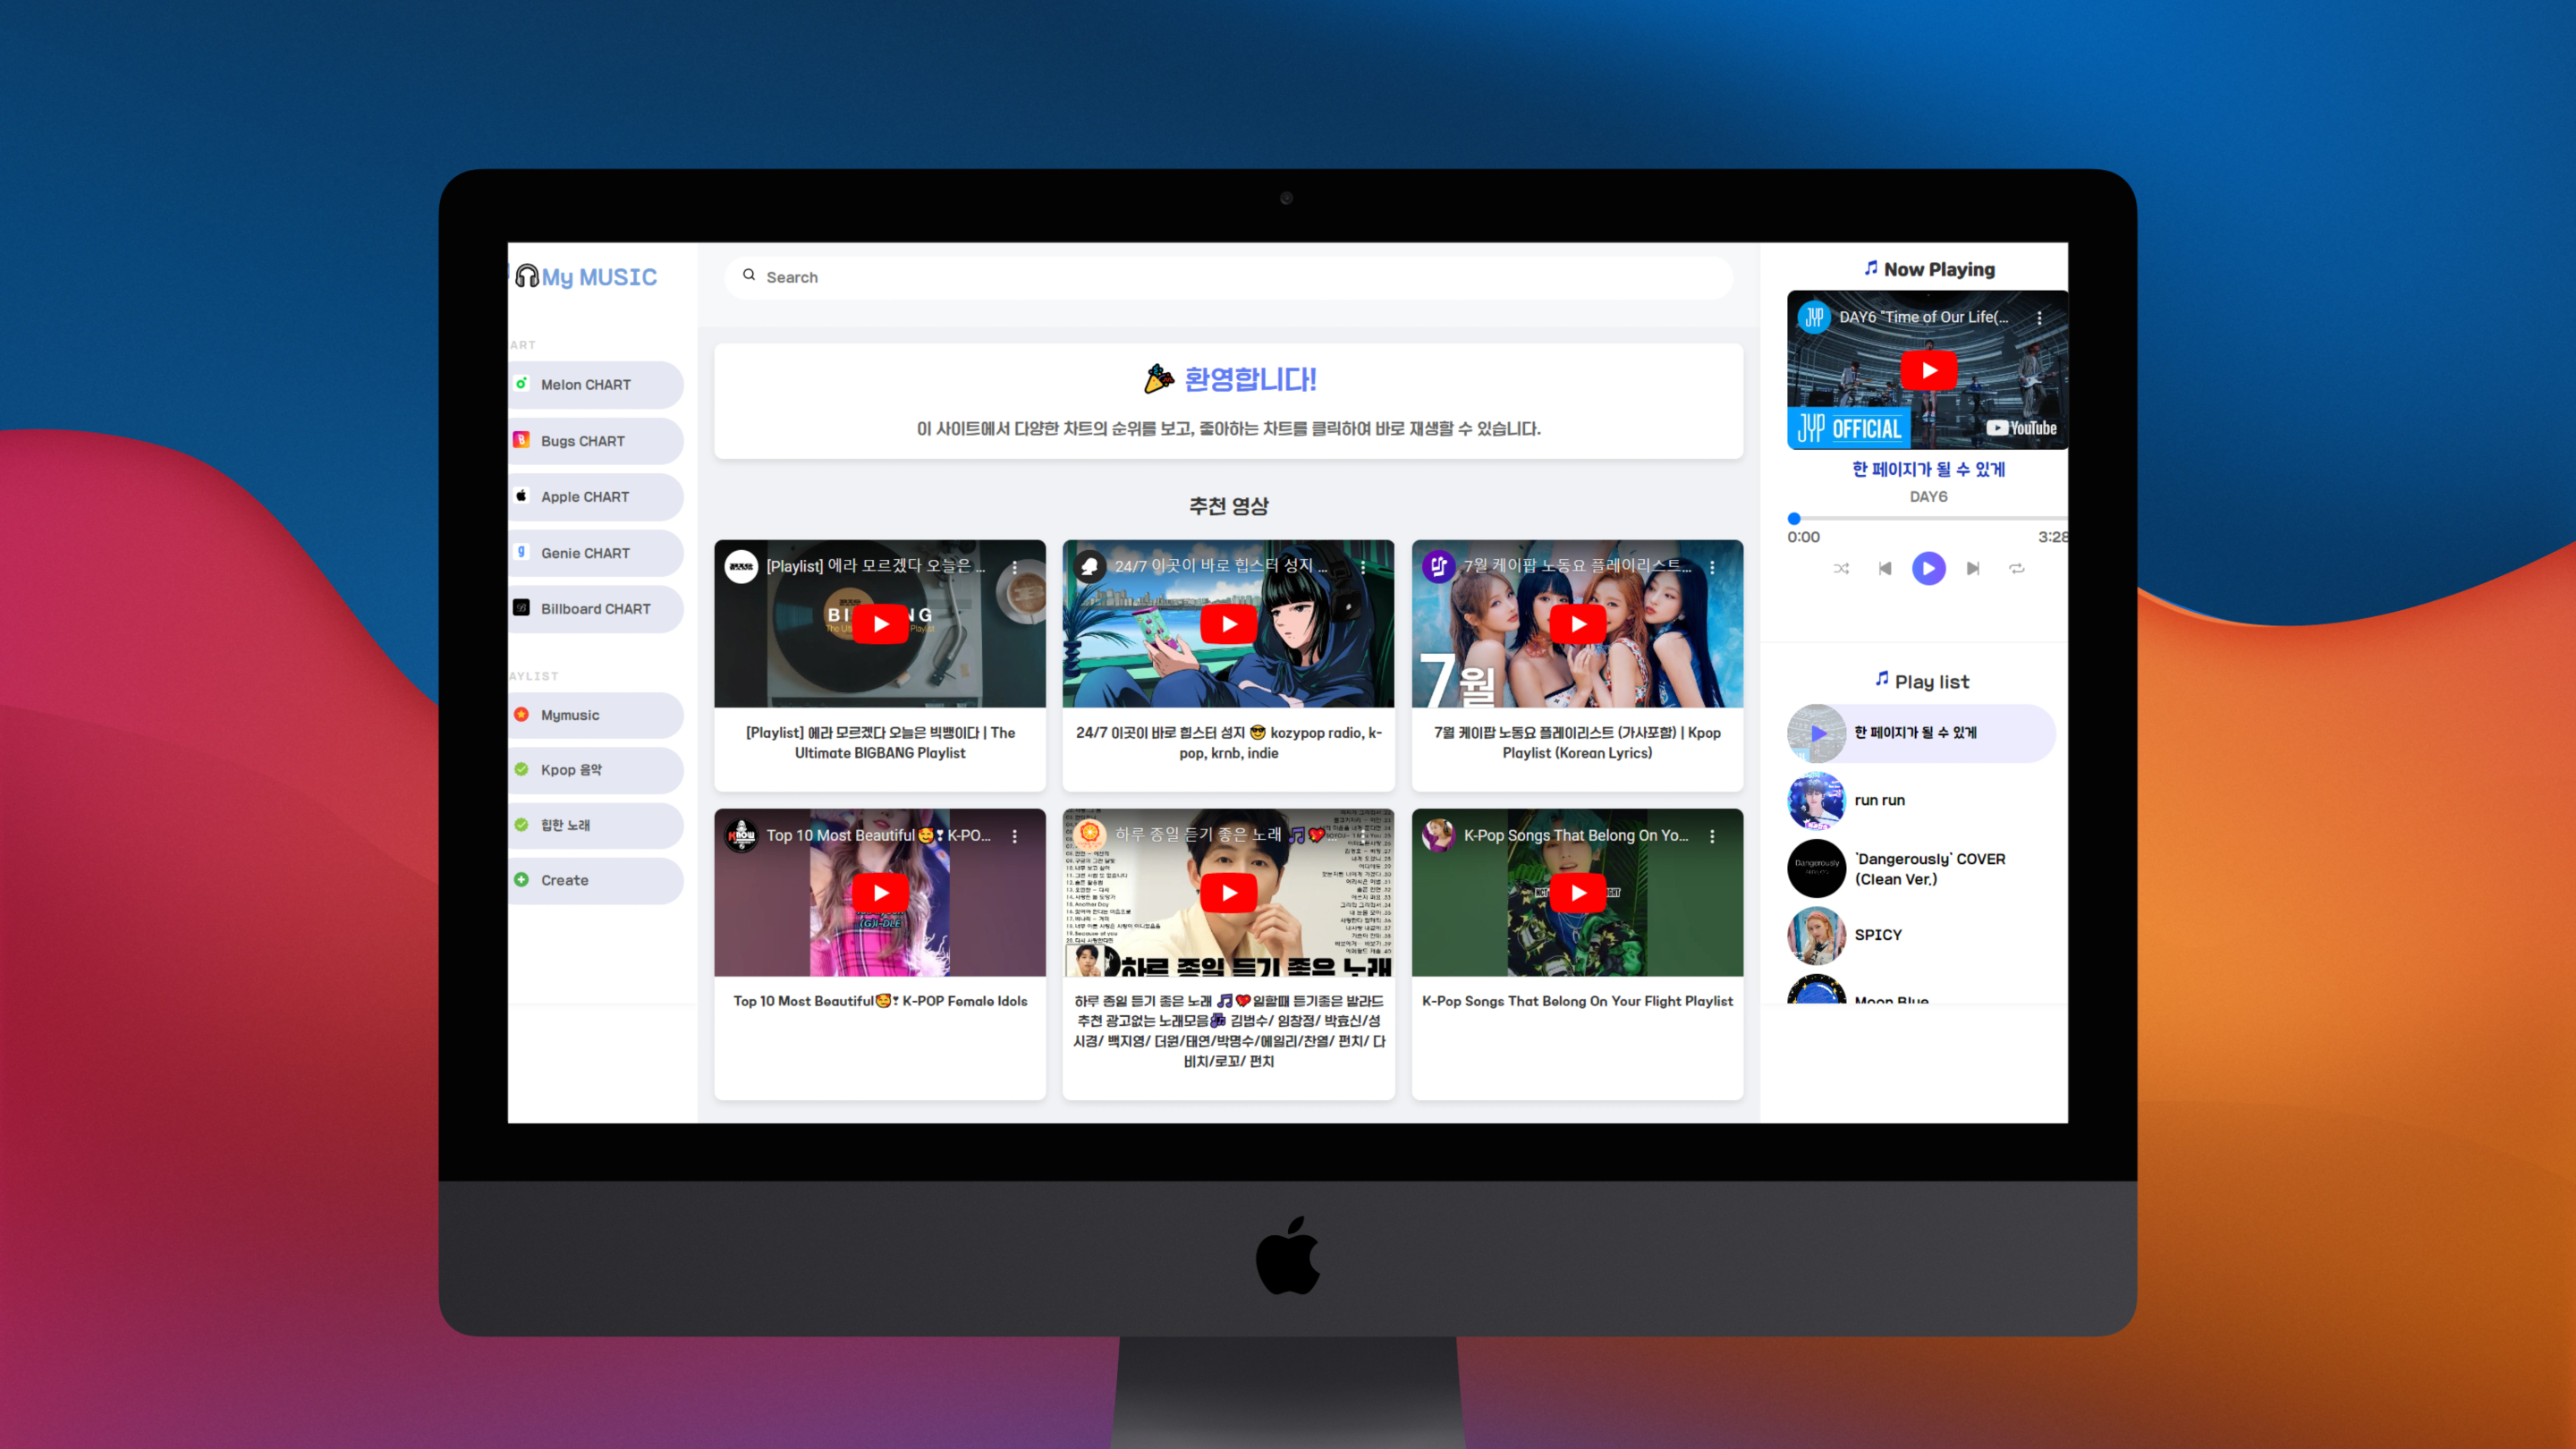 My MUSIC
ART
Melon CHART
Bugs CHART
Apple CHART
Genie CHART
Billboard CHART
AYLIST
Mymusic
Kpop 음악
힙한 노래
Create
Search
환영합니다!
이 사이트에서 다양한 차트의 순위를 보고, 좋아하는 차트를 클릭하여 바로 재생할 수 있습니다.
추천 영상
[Playlist] 에라 모르겠다 오늘은 ...
[Playlist] 에라 모르겠다 오늘은 빅뱅이다 | The
Ultimate BIGBANG Playlist
24/7 이곳이 바로 힙스터 성지 ...
24/7 이곳이 바로 힙스터 성지 😎 kozypop radio, k-
pop, krnb, indie
7월 케이팝 노동요 플레이리스트...
7월
7월 케이팝 노동요 플레이리스트 (가사포함) | Kpop
Playlist (Korean Lyrics)
Top 10 Most Beautiful🥰❣ K-PO...
(G)I-DLE
Top 10 Most Beautiful🥰❣ K-POP Female Idols
하루 종일 듣기 좋은 노래 🎵💖...
하루 종일 듣기 좋은 노래
하루 종일 듣기 좋은 노래 🎵💖일할때 듣기좋은 발라드
추천 광고없는 노래모음🎶 김범수/ 임창정/ 박효신/성
시경/ 백지영/ 더원/태연/박명수/에일리/찬열/ 펀치/ 다
비치/로꼬/ 펀치
K-Pop Songs That Belong On Yo...
K-Pop Songs That Belong On Your Flight Playlist
Now Playing
JYP DAY6 "Time of Our Life(...
JYP OFFICIAL
YouTube
한 페이지가 될 수 있게
DAY6
0:00 3:28
Play list
한 페이지가 될 수 있게
run run
Dangerously
'Dangerously' COVER
(Clean Ver.)
SPICY
Moon Blue